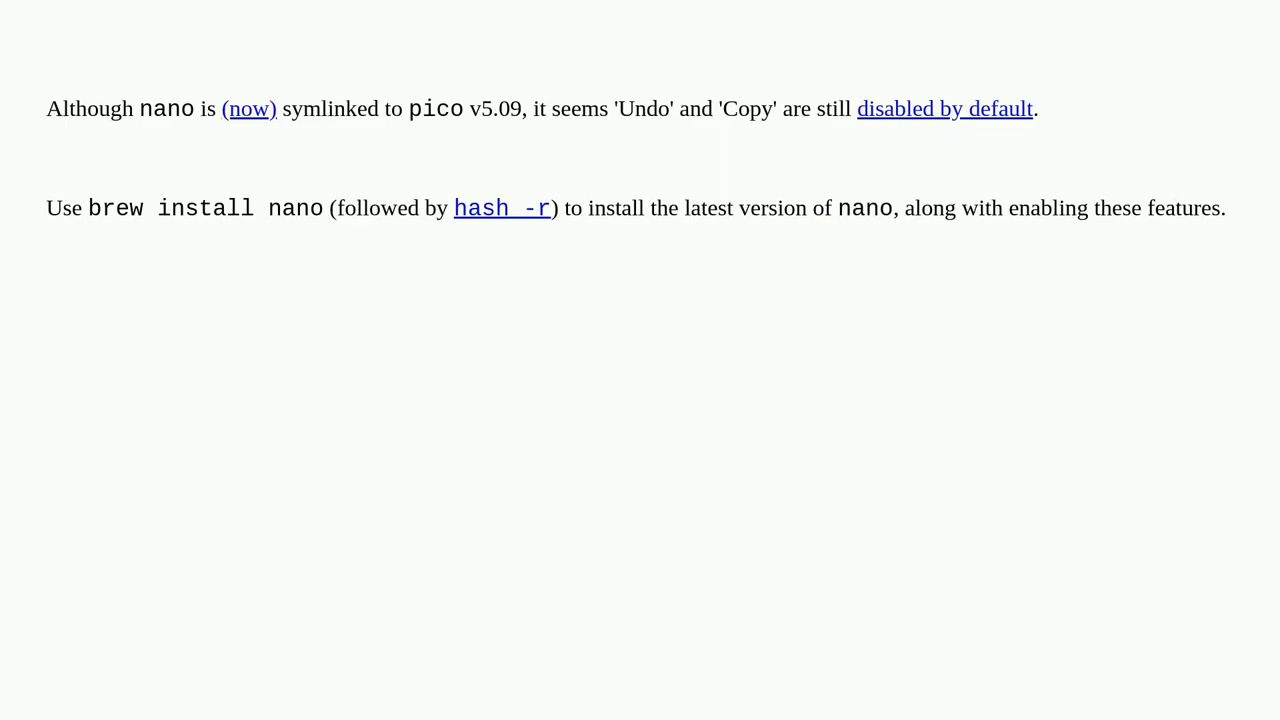 Although nano is (now) symlinked to pico v5.09, it seems 'Undo' and 'Copy' are still disabled by default.
Use brew install nano (followed by hash -r) to install the latest version of nano, along with enabling these features.